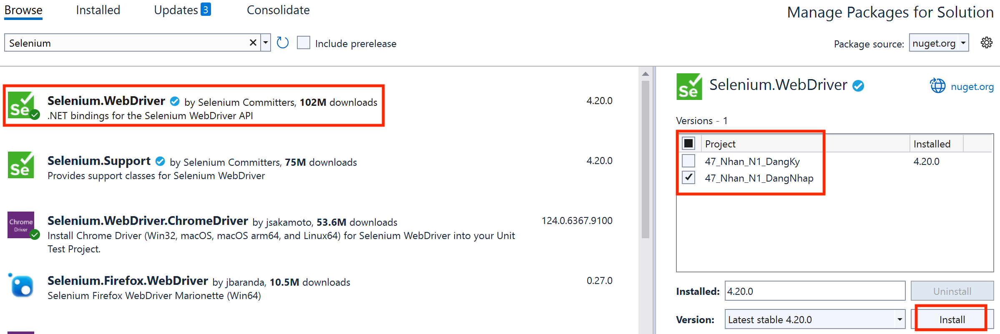 Browse Installed Updates 3 Consolidate Manage Packages for Solution
Selenium Include prerelease Package source: nuget.org
Se Selenium.WebDriver by Selenium Committers, 102M downloads 4.20.0
.NET bindings for the Selenium WebDriver API
Se Selenium.Support by Selenium Committers, 75M downloads 4.20.0
Provides support classes for Selenium WebDriver
Chrome Driver Selenium.WebDriver.ChromeDriver by jsakamoto, 53.6M downloads 124.0.6367.9100
Install Chrome Driver (Win32, macOS, macOS arm64, and Linux64) for Selenium WebDriver into your Unit
Test Project.
Selenium.Firefox.WebDriver by jbaranda, 10.5M downloads 0.27.0
Selenium Firefox WebDriver Marionette (Win64)
Se Selenium.WebDriver nuget.org
Versions - 1
Project Installed
47_Nhan_N1_DangKy 4.20.0
47_Nhan_N1_DangNhap
Installed: 4.20.0 Uninstall
Version: Latest stable 4.20.0 Install